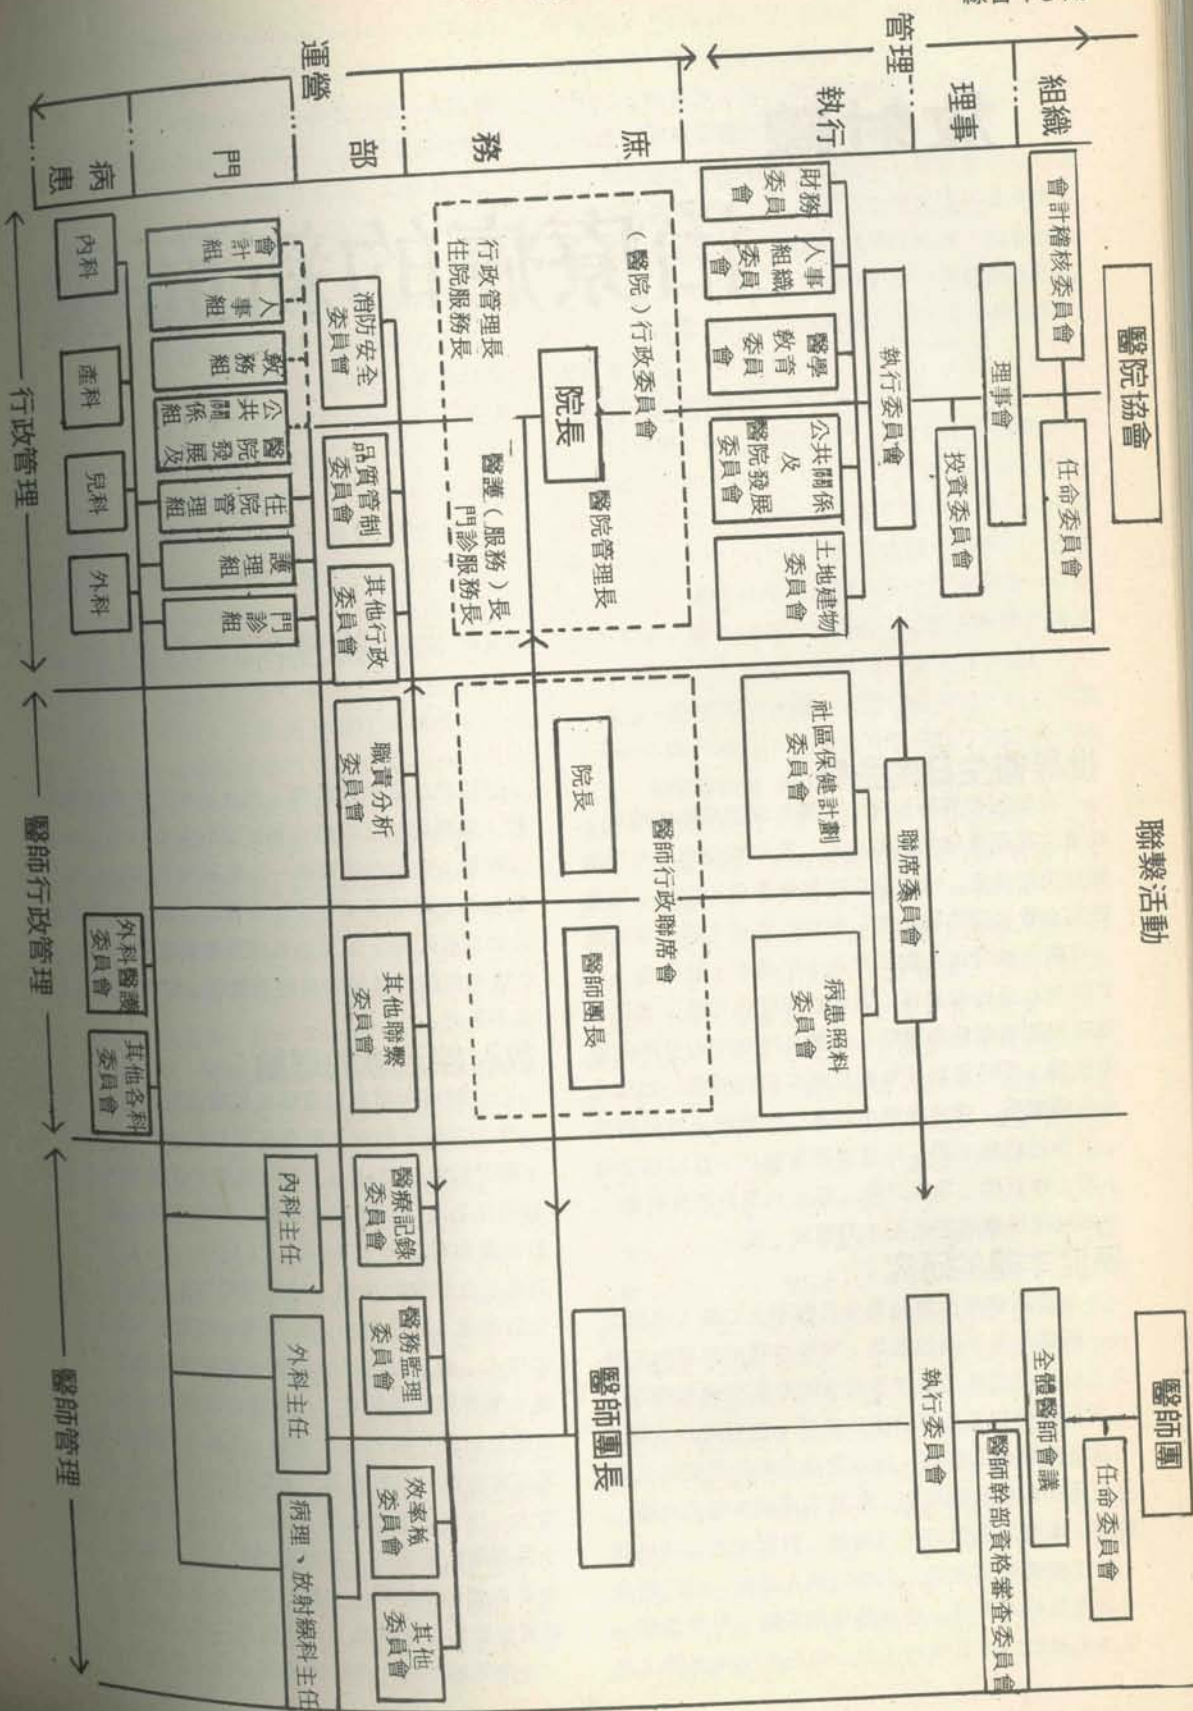 醫院協會
聯繫活動
醫師團
組織
會計稽核委員會
任命委員會
任命委員會
管理
理事
理事會
投資委員會
全體醫師會議
醫師幹部資格審查委員會
執行
執行委員會
聯席委員會
執行委員會
財務
委員
會
人事
組織
委員
會
醫學
教育
委員
會
公共關係
及
醫院發展
委員會
土地建物
委員會
社區保健計劃
委員會
病患照料
委員會
運營
庶
務
(醫院)行政委員會
院長
醫院管理長
行政管理長
住院服務長
醫護(服務)長
門診服務長
醫師行政聯席會
院長
醫師團長
醫師團長
部
門
消防安全
委員會
品質管制
委員會
其他行政
委員會
職責分析
委員會
其他聯繫
委員會
醫療記錄
委員會
醫務監理
委員會
效率檢
委員會
其他
委員會
會計
組
人事
組
教務
組
公共關係
醫院發展及
組
住院管
理組
護理
組
門診
組
內科主任
外科主任
病理、放射線科主任
病患
內科
產科
兒科
外科
外科醫護
委員會
其他各科
委員會
行政管理
醫師行政管理
醫師管理